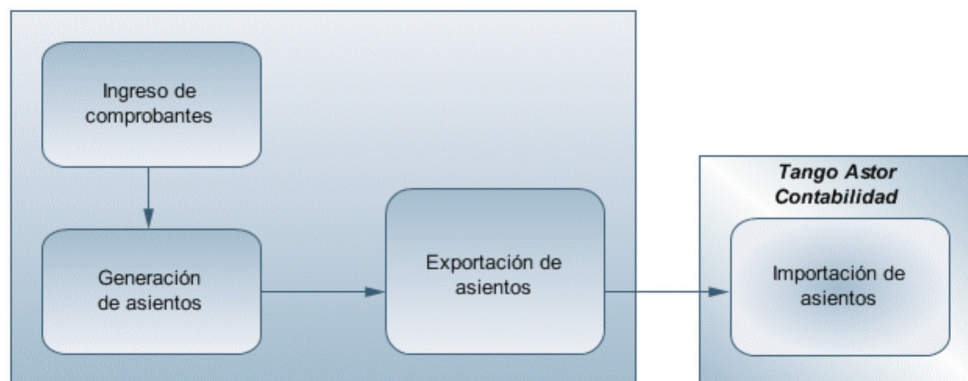 Ingreso de
comprobantes
Generación
de asientos
Exportación de
asientos
Tango Astor
Contabilidad
Importación de
asientos